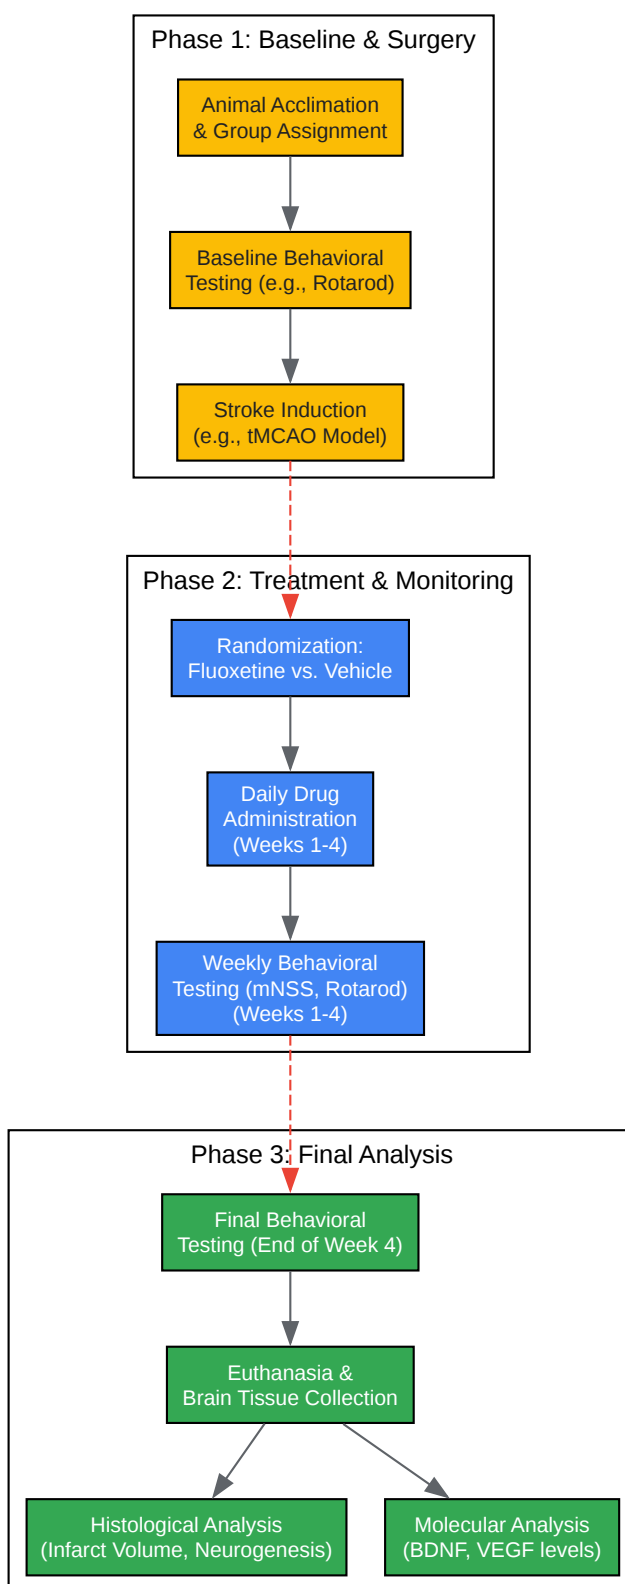 Phase 1: Baseline & Surgery
Animal Acclimation
& Group Assignment
Baseline Behavioral
Testing (e.g., Rotarod)
Stroke Induction
(e.g., tMCAO Model)
Phase 2: Treatment & Monitoring
Randomization:
Fluoxetine vs. Vehicle
Daily Drug
Administration
(Weeks 1-4)
Weekly Behavioral
Testing (mNSS, Rotarod)
(Weeks 1-4)
Phase 3: Final Analysis
Final Behavioral
Testing (End of Week 4)
Euthanasia &
Brain Tissue Collection
Histological Analysis
(Infarct Volume, Neurogenesis)
Molecular Analysis
(BDNF, VEGF levels)